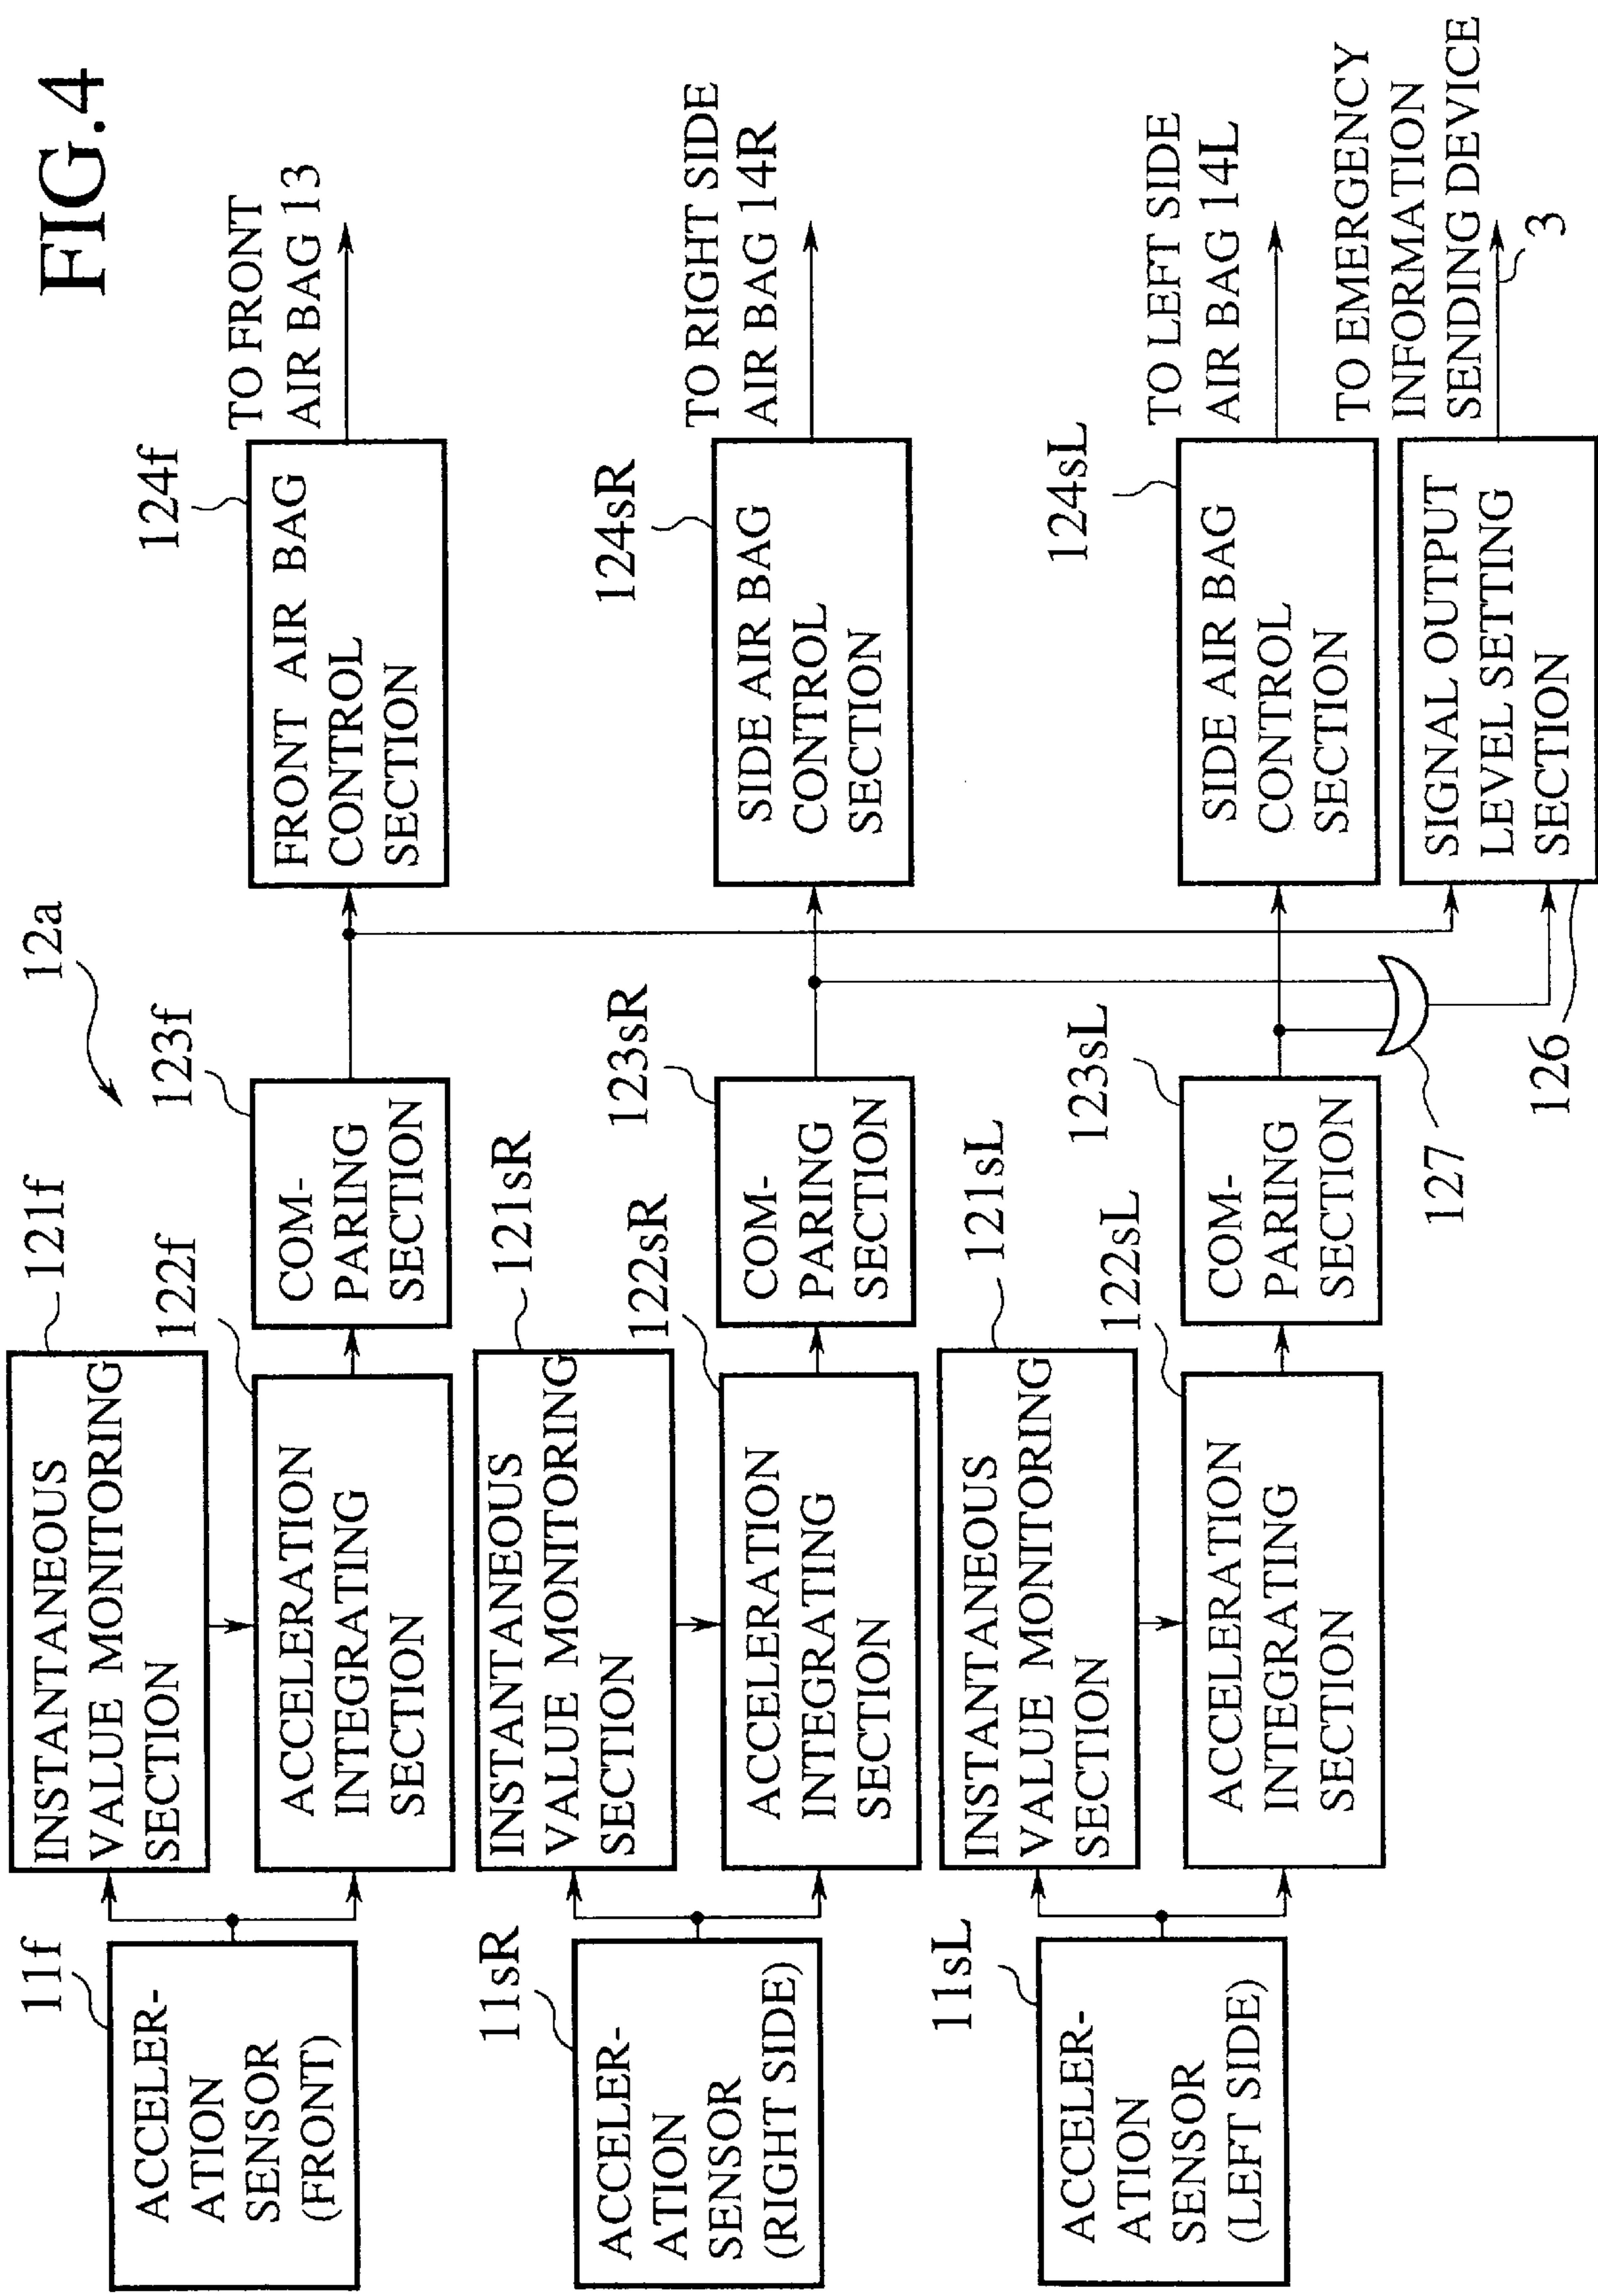 FIG.4
12a
11f
ACCELER-
ATION
SENSOR
(FRONT)
121f
INSTANTANEOUS
VALUE MONITORING
SECTION
122f
ACCELERATION
INTEGRATING
SECTION
123f
COM-
PARING
SECTION
124f
FRONT AIR BAG
CONTROL
SECTION
TO FRONT
AIR BAG 13
11sR
ACCELER-
ATION
SENSOR
(RIGHT SIDE)
121sR
INSTANTANEOUS
VALUE MONITORING
SECTION
122sR
ACCELERATION
INTEGRATING
SECTION
123sR
COM-
PARING
SECTION
124sR
SIDE AIR BAG
CONTROL
SECTION
TO RIGHT SIDE
AIR BAG 14R
11sL
ACCELER-
ATION
SENSOR
(LEFT SIDE)
121sL
INSTANTANEOUS
VALUE MONITORING
SECTION
122sL
ACCELERATION
INTEGRATING
SECTION
123sL
COM-
PARING
SECTION
124sL
SIDE AIR BAG
CONTROL
SECTION
TO LEFT SIDE
AIR BAG 14L
127
126
SIGNAL OUTPUT
LEVEL SETTING
SECTION
TO EMERGENCY
INFORMATION
SENDING DEVICE
3